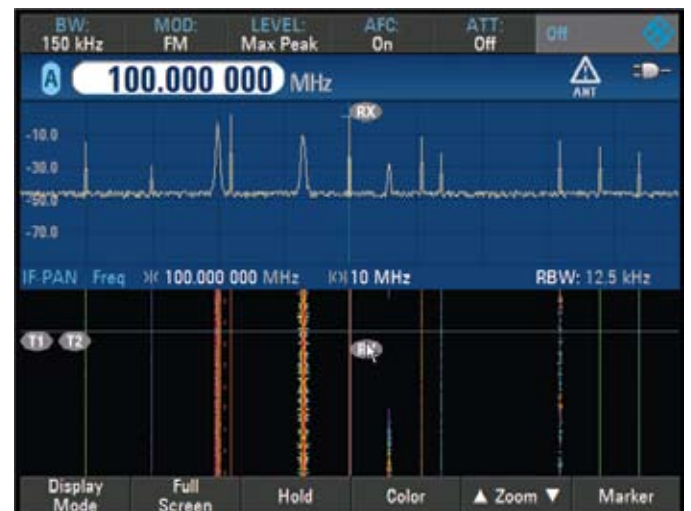 BW: MOD: LEVEL: AFC: ATT: Off
150 kHz FM Max Peak On Off
A 100.000 000 MHz ANT
RX
-10.0
-30.0
-50.0
-70.0
IF-PAN Freq 100.000 000 MHz 10 MHz RBW: 12.5 kHz
T1 T2 RX
Display Mode Full Screen Hold Color ▲ Zoom ▼ Marker